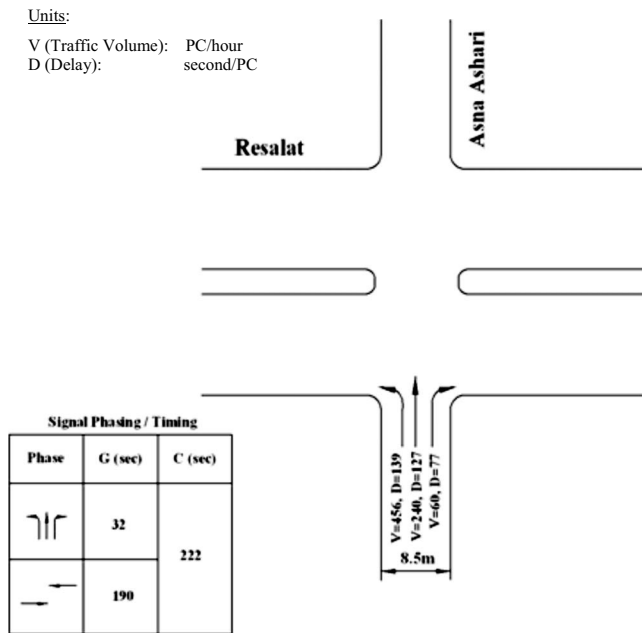 Units:
V (Traffic Volume): PC/hour
D (Delay): second/PC
Asna Ashari
Resalat
V=456, D=139
V=240, D=127
V=60, D=77
8.5m
Signal Phasing / Timing
Phase G (sec) C (sec)
32
222
190